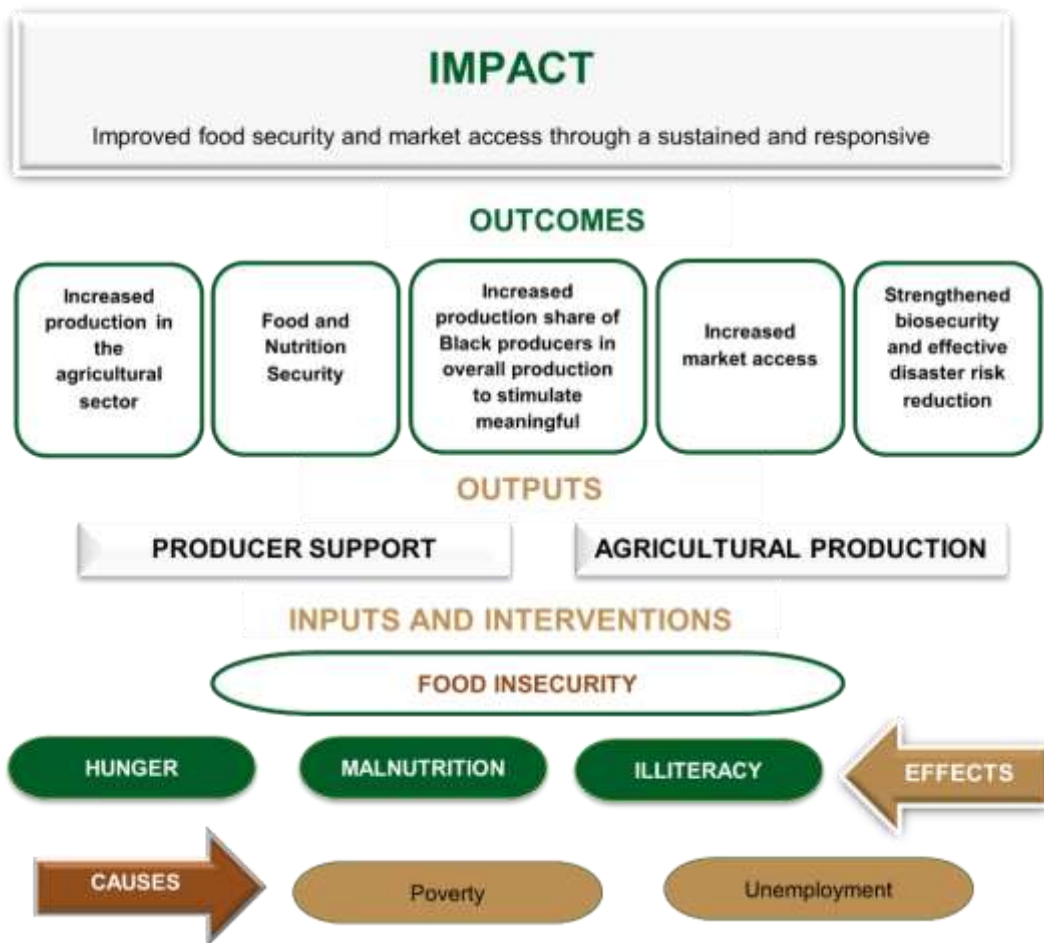 IMPACT
Improved food security and market access through a sustained and responsive
OUTCOMES
Increased
production in
the
agricultural
sector
Food and
Nutrition
Security
Increased
production share of
Black producers in
overall production
to stimulate
meaningful
Increased
market access
Strengthened
biosecurity
and effective
disaster risk
reduction
OUTPUTS
PRODUCER SUPPORT
AGRICULTURAL PRODUCTION
INPUTS AND INTERVENTIONS
FOOD INSECURITY
HUNGER
MALNUTRITION
ILLITERACY
EFFECTS
CAUSES
Poverty
Unemployment